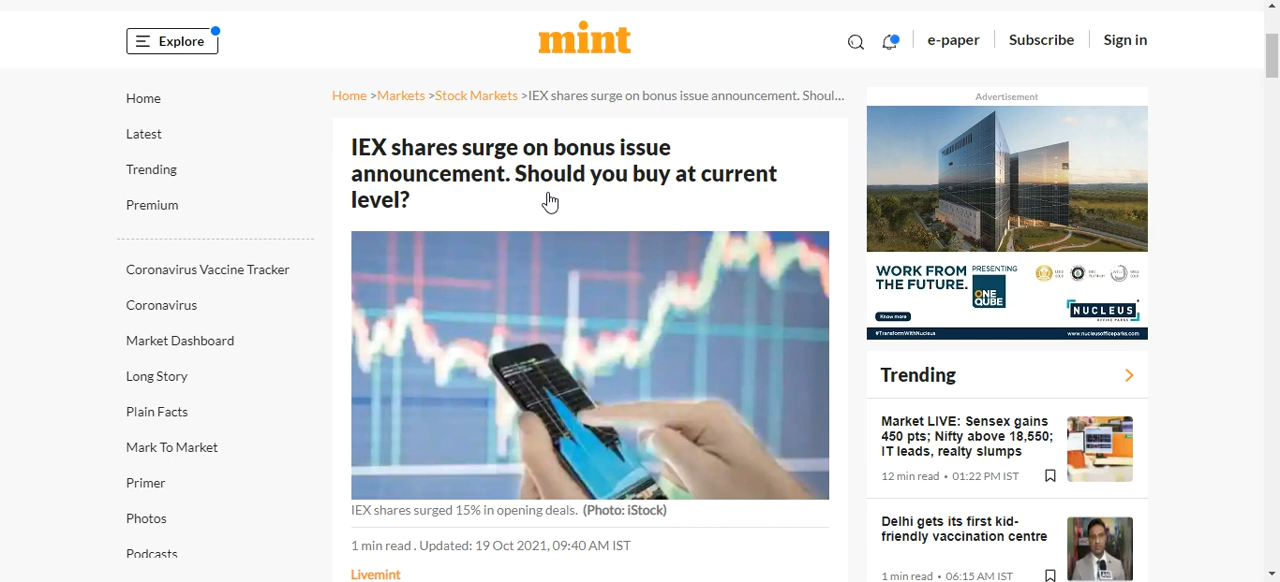 Explore
mint
e-paper
Subscribe
Sign in
Home
Latest
Trending
Premium
Coronavirus Vaccine Tracker
Coronavirus
Market Dashboard
Long Story
Plain Facts
Mark To Market
Primer
Photos
Podcasts
Home >Markets >Stock Markets >IEX shares surge on bonus issue announcement. Shoul...
IEX shares surge on bonus issue
announcement. Should you buy at current
level?
IEX shares surged 15% in opening deals. (Photo: iStock)
1 min read . Updated: 19 Oct 2021, 09:40 AM IST
Livemint
Advertisement
WORK FROM
THE FUTURE.
PRESENTING
ONE
QUBE
NUCLEUS
OFFICE PARKS
Know more
#TransformWithNucleus
www.nucleusofficeparks.com
Trending
Market LIVE: Sensex gains
450 pts; Nifty above 18,550;
IT leads, realty slumps
12 min read • 01:22 PM IST
Delhi gets its first kid-
friendly vaccination centre
1 min read • 06:15 AM IST